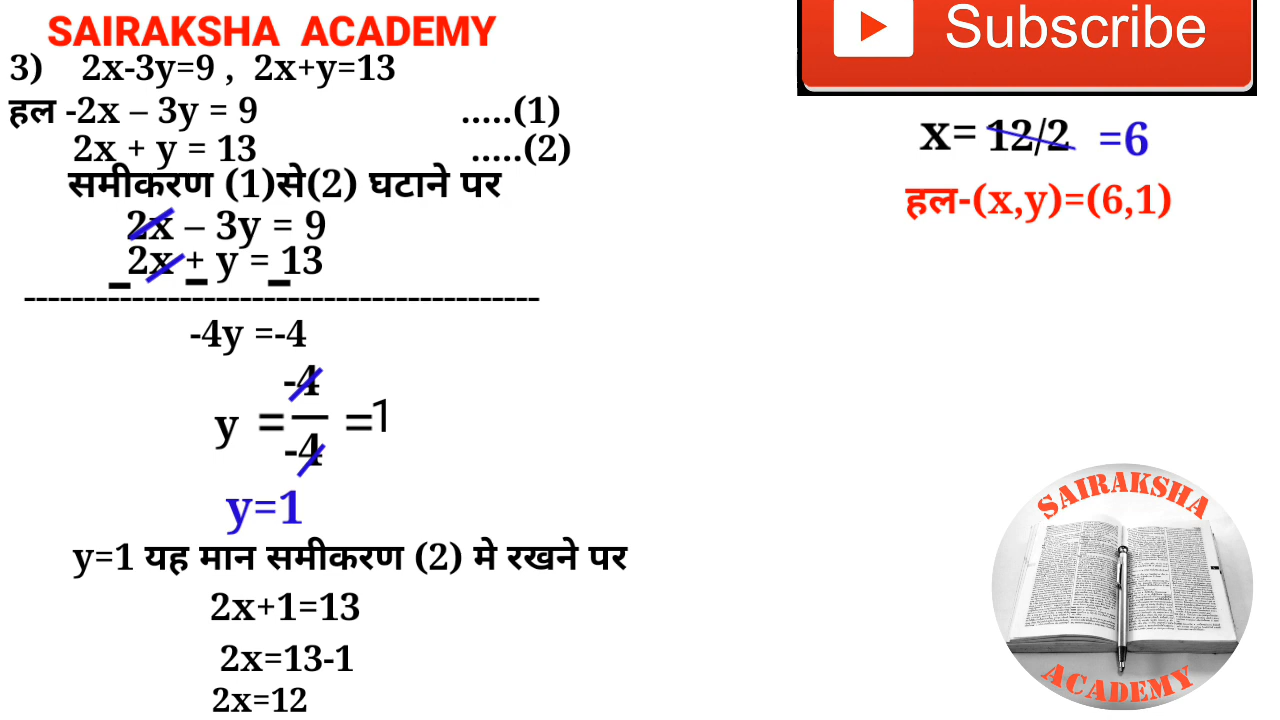 SAIRAKSHA ACADEMY
3) 2x-3y=9 , 2x+y=13
हल -2x – 3y = 9 .....(1)
2x + y = 13 .....(2)
समीकरण (1)से(2) घटाने पर
2x – 3y = 9
2x + y = 13
- - -
-------------------------------------------
-4y =-4
y = -4/-4 =1
y=1
y=1 यह मान समीकरण (2) मे रखने पर
2x+1=13
2x=13-1
2x=12
Subscribe
x= 12/2 =6
हल-(x,y)=(6,1)
SAIRAKSHA
ACADEMY